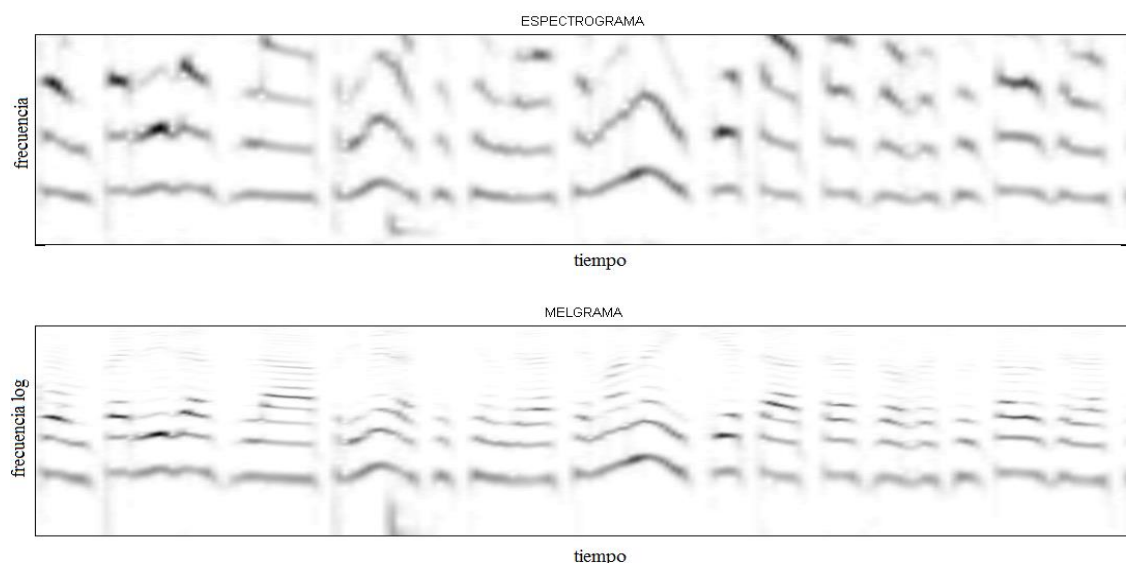 ESPECTROGRAMA
frecuencia
tiempo
MELGRAMA
frecuencia log
tiempo